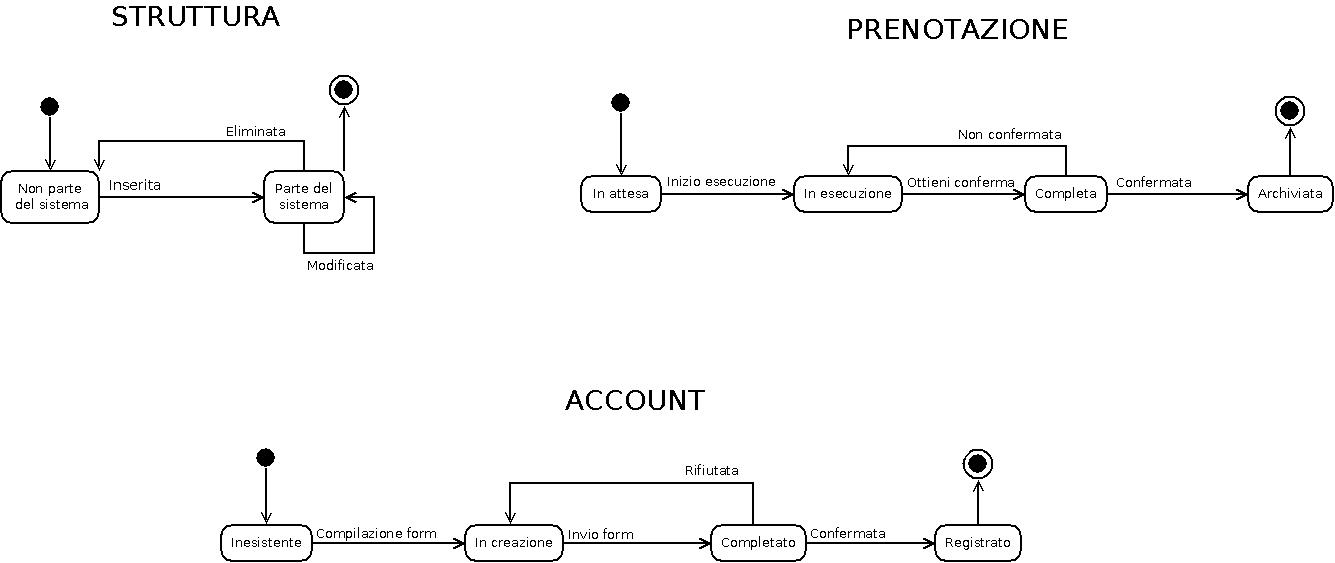 STRUTTURA
Eliminata
Non parte
del sistema
Inserita
Parte del
sistema
Modificata
PRENOTAZIONE
Non confermata
In attesa
Inizio esecuzione
In esecuzione
Ottieni conferma
Completa
Confermata
Archiviata
ACCOUNT
Rifiutata
Inesistente
Compilazione form
In creazione
Invio form
Completato
Confermata
Registrato